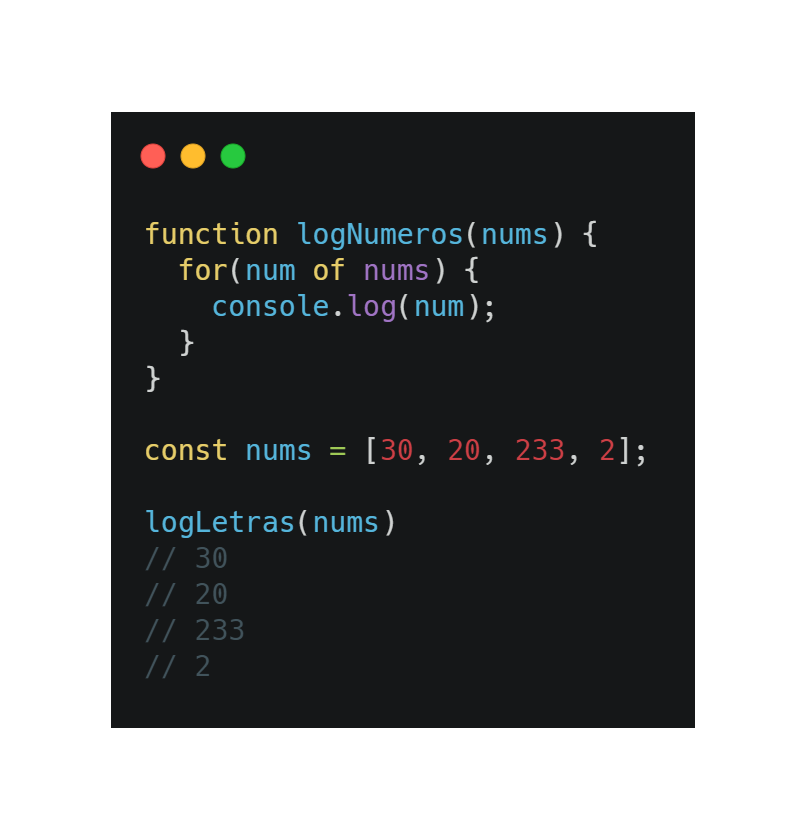 function logNumeros(nums) {
  for(num of nums) {
    console.log(num);
  }
}

const nums = [30, 20, 233, 2];

logLetras(nums)
// 30
// 20
// 233
// 2